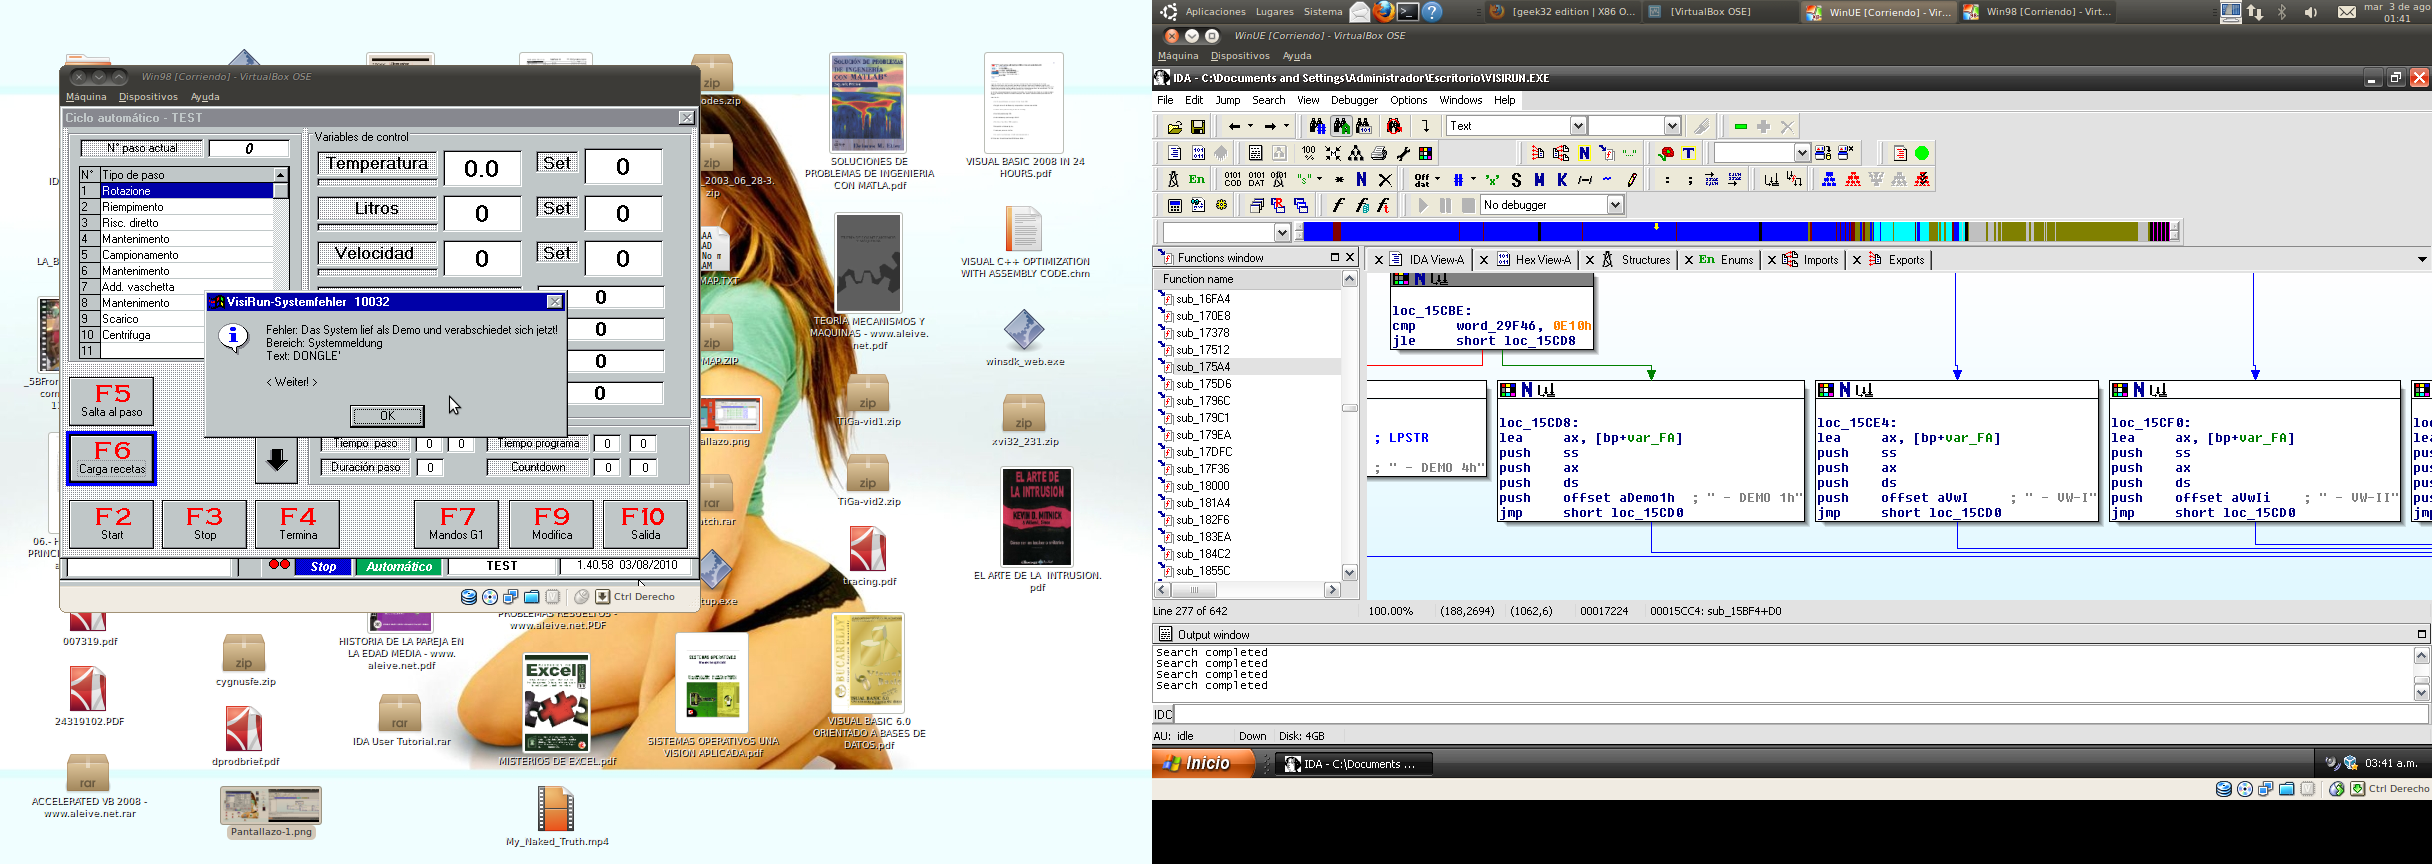 Win98 [Corriendo] - VirtualBox OSE
Máquina Dispositivos Ayuda
Ciclo automático - TEST
N° paso actual 0
N° Tipo de paso
1 Rotazione
2 Riempimento
3 Risc. diretto
4 Mantenimento
5 Campionamento
6 Mantenimento
7 Add. vaschetta
8 Mantenimento
9 Scarico
10 Centrifuga
11
Variables de control
Temperatura 0.0 Set 0
Litros 0 Set 0
Velocidad 0 Set 0
0
0
0
0
VisiRun-Systemfehler 10032
Fehler: Das System lief als Demo und verabschiedet sich jetzt!
Bereich: Systemmeldung
Text: DONGLE'
< Weiter! >
OK
F5
Salta al paso
F6
Carga recetas
Tiempo paso 0 0 Tiempo programa 0 0
Duración paso 0 Countdown 0 0
F2
Start
F3
Stop
F4
Termina
F7
Mandos G1
F9
Modifica
F10
Salida
Stop Automático TEST 1.40.58 03/08/2010
Ctrl Derecho
odes.zip
_2003_06_28-3.
zip
MAP.TXT
MAP.ZIP
allazo.png
atch.rar
tup.exe
SOLUCIONES DE
PROBLEMAS DE INGENIERIA
CON MATLA.pdf
VISUAL BASIC 2008 IN 24
HOURS.pdf
VISUAL C++ OPTIMIZATION
WITH ASSEMBLY CODE.chm
TEORÍA MECANISMOS Y
MAQUINAS - www.aleive.
net.pdf
winsdk_web.exe
TiGa-vid1.zip
xvi32_231.zip
TiGa-vid2.zip
tracing.pdf
EL ARTE DE LA INTRUSION.
pdf
007319.pdf
cygnusfe.zip
HISTORIA DE LA PAREJA EN
LA EDAD MEDIA - www.
aleive.net.pdf
PROBLEMAS RESUELTOS -
www.aleive.net.PDF
24319102.PDF
dprodbrief.pdf
IDA User Tutorial.rar
MISTERIOS DE EXCEL.pdf
SISTEMAS OPERATIVOS UNA
VISION APLICADA.pdf
VISUAL BASIC 6.0
ORIENTADO A BASES DE
DATOS.pdf
ACCELERATED VB 2008 -
www.aleive.net.rar
Pantallazo-1.png
My_Naked_Truth.mp4
Aplicaciones Lugares Sistema
[geek32 edition | X86 O...
[VirtualBox OSE]
WinUE [Corriendo] - Vir...
Win98 [Corriendo] - Virt...
mar 3 de ago
01:41
WinUE [Corriendo] - VirtualBox OSE
Máquina Dispositivos Ayuda
IDA - C:\Documents and Settings\Administrador\Escritorio\VISIRUN.EXE
File Edit Jump Search View Debugger Options Windows Help
Text
No debugger
Functions window
Function name
sub_16FA4
sub_170E8
sub_17378
sub_17512
sub_175A4
sub_175D6
sub_1796C
sub_179C1
sub_179EA
sub_17DFC
sub_17F36
sub_18000
sub_181A4
sub_182F6
sub_183EA
sub_184C2
sub_1855C
Line 277 of 642
IDA View-A Hex View-A Structures Enums Imports Exports
loc_15CBE:
cmp word_29F46, 0E10h
jle short loc_15CD8
; LPSTR
; " - DEMO 4h"
loc_15CD8:
lea ax, [bp+var_FA]
push ss
push ax
push ds
push offset aDemo1h ; " - DEMO 1h"
jmp short loc_15CD0
loc_15CE4:
lea ax, [bp+var_FA]
push ss
push ax
push ds
push offset aVwI ; " - VW-I"
jmp short loc_15CD0
loc_15CF0:
lea ax, [bp+var_FA]
push ss
push ax
push ds
push offset aVwIi ; " - VW-II"
jmp short loc_15CD0
100.00% (188,2694) (1062,6) 00017224 00015CC4: sub_15BF4+D0
Output window
Search completed
Search completed
Search completed
Search completed
IDC
AU: idle Down Disk: 4GB
Inicio
IDA - C:\Documents ...
03:41 a.m.
Ctrl Derecho